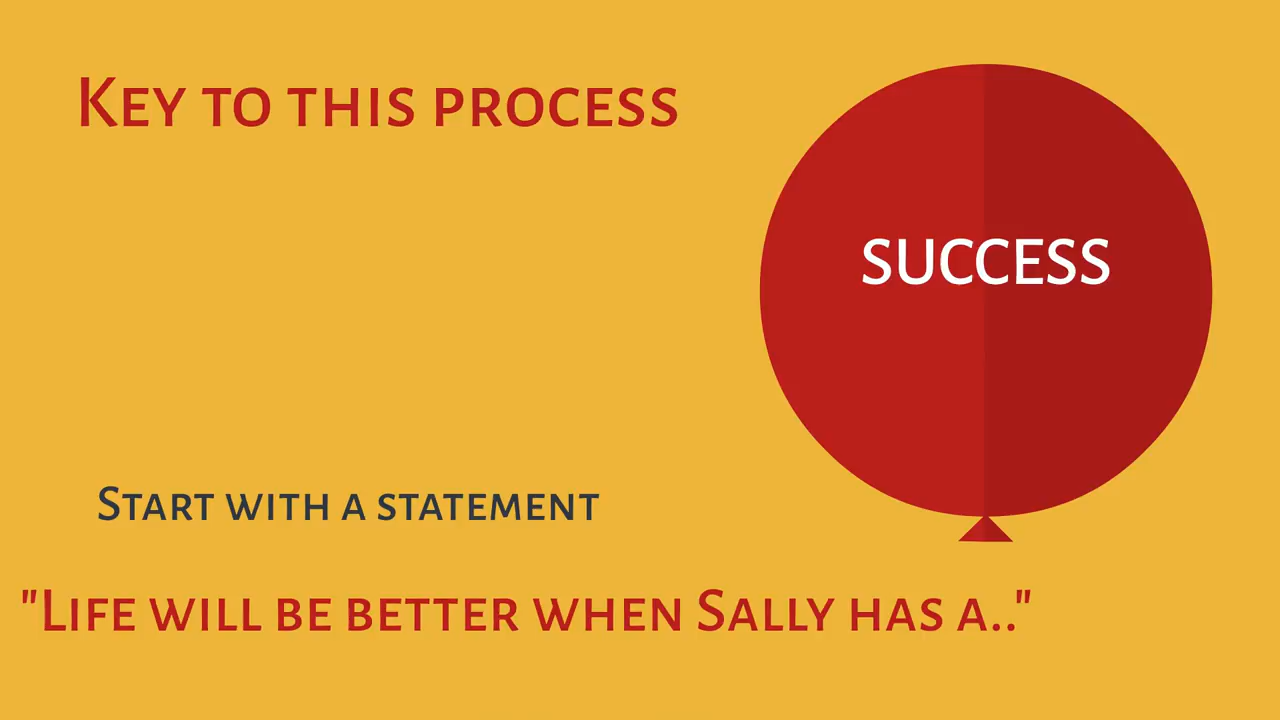 Key to this process
SUCCESS
Start with a statement
"Life will be better when Sally has a.."